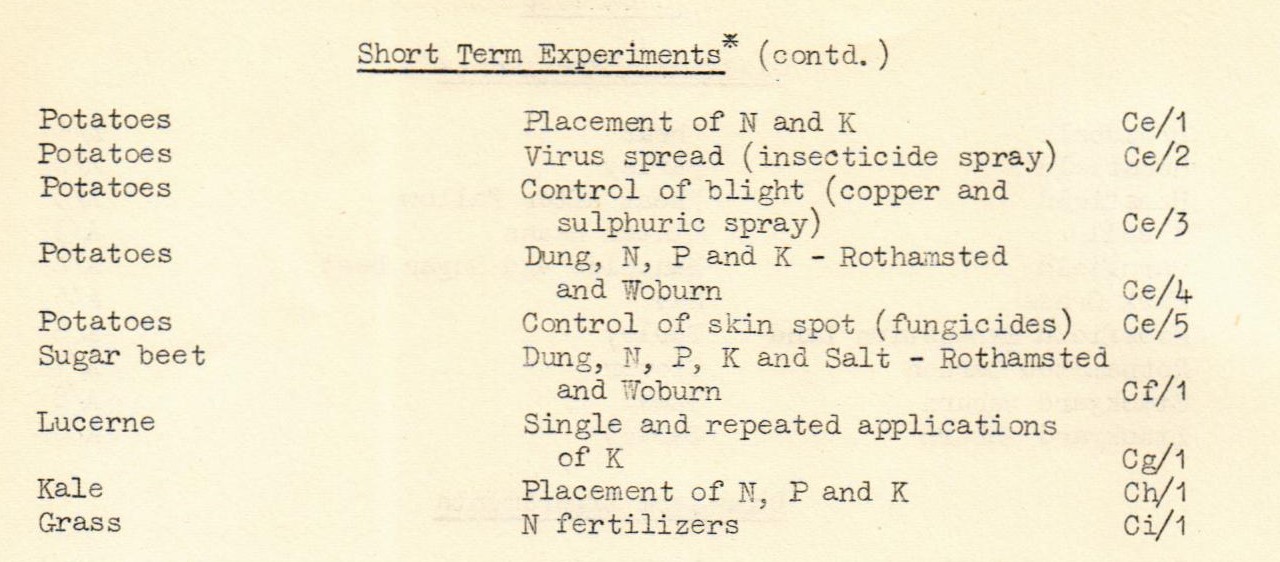 Short Term Experiments* (contd.)
Potatoes Placement of N and K Ce/1
Potatoes Virus spread (insecticide spray) Ce/2
Potatoes Control of blight (copper and
sulphuric spray) Ce/3
Potatoes Dung, N, P and K - Rothamsted
and Woburn Ce/4
Potatoes Control of skin spot (fungicides) Ce/5
Sugar beet Dung, N, P, K and Salt - Rothamsted
and Woburn Cf/1
Lucerne Single and repeated applications
of K Cg/1
Kale Placement of N, P and K Ch/1
Grass N fertilizers Ci/1